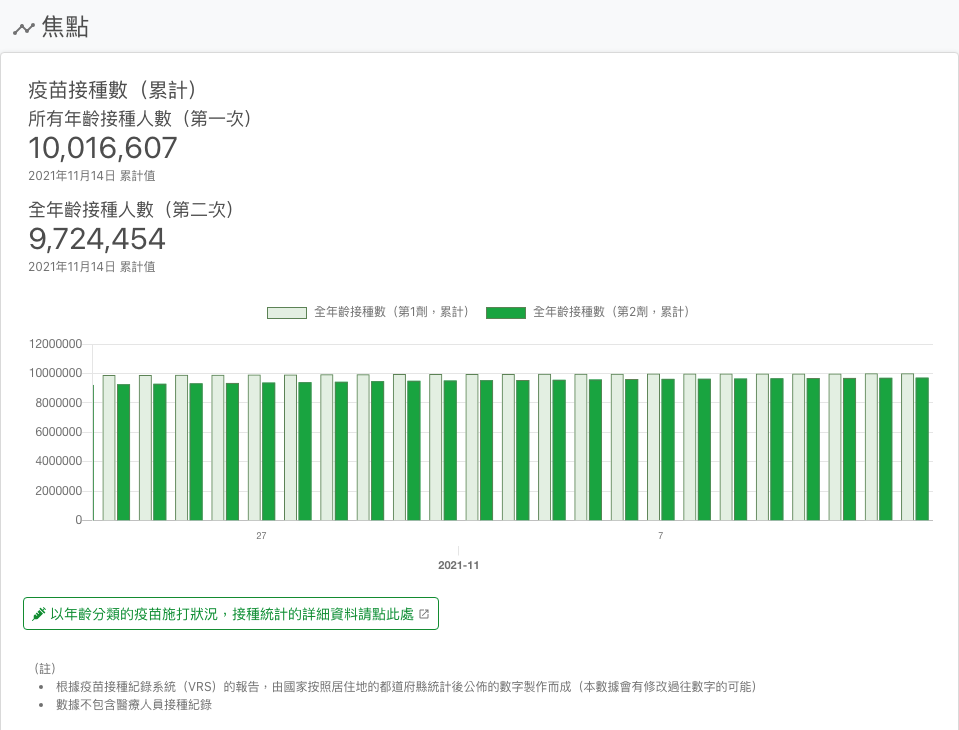 焦點
疫苗接種數（累計）
所有年齡接種人數（第一次）
10,016,607
2021年11月14日 累計值
全年齡接種人數（第二次）
9,724,454
2021年11月14日 累計值
全年齡接種數（第1劑，累計） 全年齡接種數（第2劑，累計）
12000000
10000000
8000000
6000000
4000000
2000000
0
27 7
2021-11
以年齡分類的疫苗施打狀況，接種統計的詳細資料請點此處
（註）
• 根據疫苗接種紀錄系統（VRS）的報告，由國家按照居住地的都道府縣統計後公佈的數字製作而成（本數據會有修改過往數字的可能）
• 數據不包含醫療人員接種紀錄